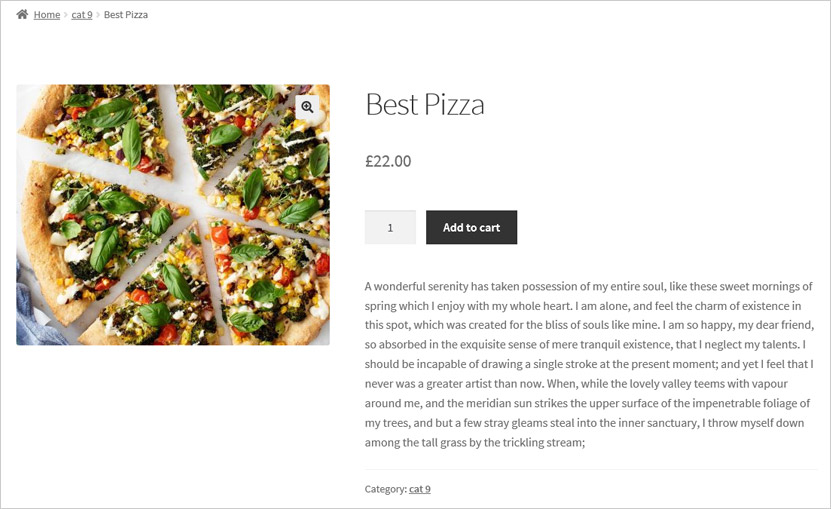 Home > cat 9 > Best Pizza
Best Pizza
£22.00
1
Add to cart
A wonderful serenity has taken possession of my entire soul, like these sweet mornings of
spring which I enjoy with my whole heart. I am alone, and feel the charm of existence in
this spot, which was created for the bliss of souls like mine. I am so happy, my dear friend,
so absorbed in the exquisite sense of mere tranquil existence, that I neglect my talents. I
should be incapable of drawing a single stroke at the present moment; and yet I feel that I
never was a greater artist than now. When, while the lovely valley teems with vapour
around me, and the meridian sun strikes the upper surface of the impenetrable foliage of
my trees, and but a few stray gleams steal into the inner sanctuary, I throw myself down
among the tall grass by the trickling stream;
Category: cat 9